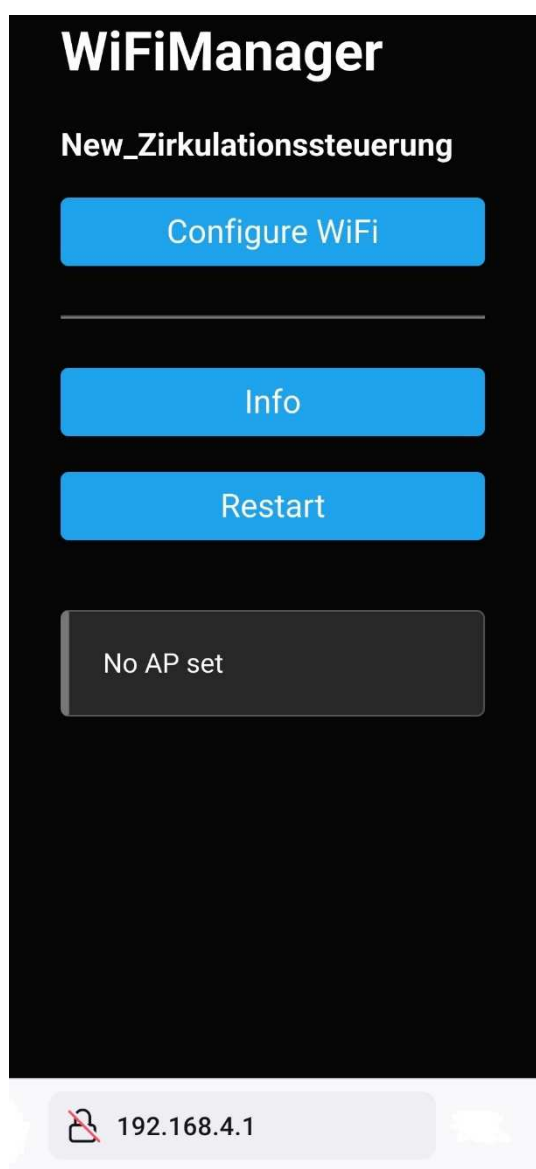 WiFiManager
New_Zirkulationssteuerung
Configure WiFi
Info
Restart
No AP set
192.168.4.1